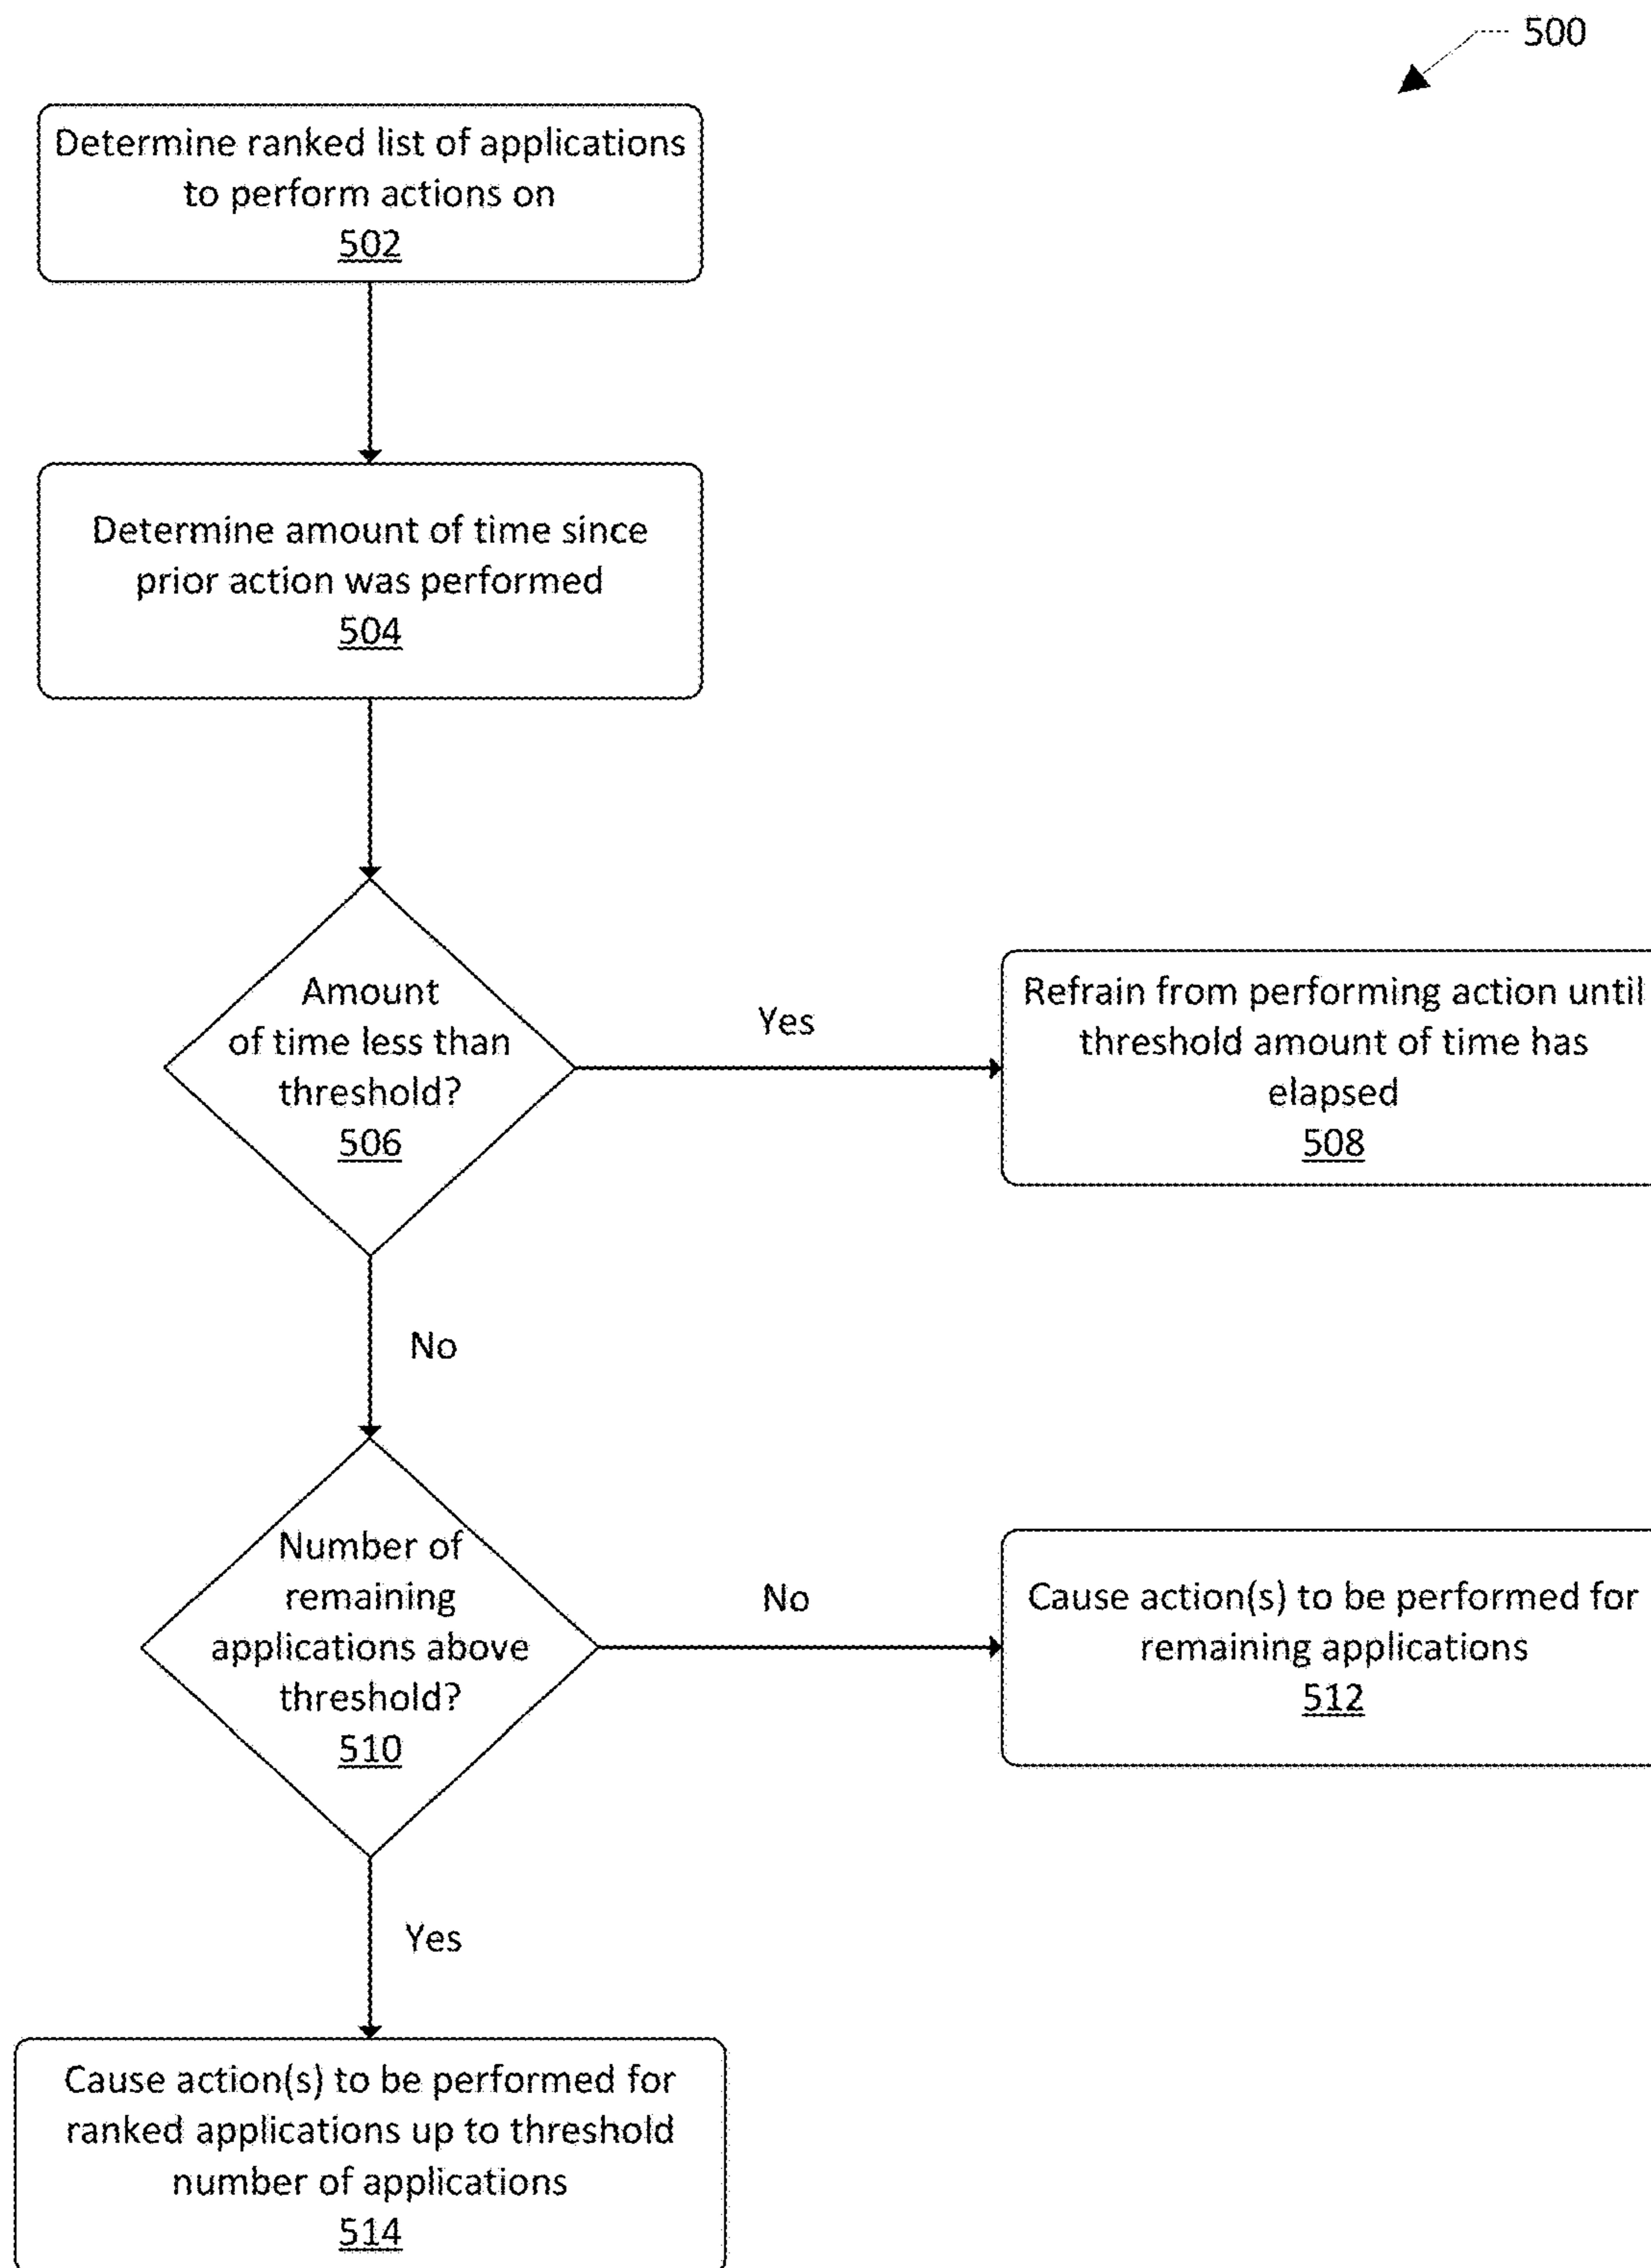 500
Determine ranked list of applications
to perform actions on
502
Determine amount of time since
prior action was performed
504
Amount
of time less than
threshold?
506
Yes
Refrain from performing action until
threshold amount of time has
elapsed
508
No
Number of
remaining
applications above
threshold?
510
No
Cause action(s) to be performed for
remaining applications
512
Yes
Cause action(s) to be performed for
ranked applications up to threshold
number of applications
514